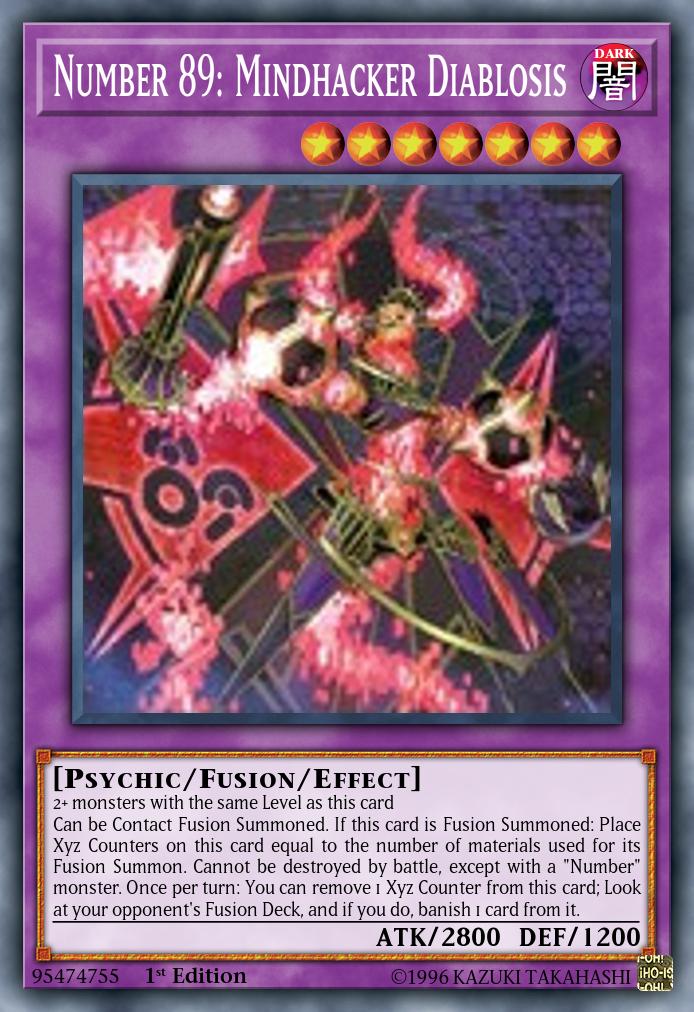 Number 89: Mindhacker Diablosis
DARK
闇
[Psychic/Fusion/Effect]
2+ monsters with the same Level as this card
Can be Contact Fusion Summoned. If this card is Fusion Summoned: Place
Xyz Counters on this card equal to the number of materials used for its
Fusion Summon. Cannot be destroyed by battle, except with a "Number"
monster. Once per turn: You can remove 1 Xyz Counter from this card; Look
at your opponent's Fusion Deck, and if you do, banish 1 card from it.
ATK/2800 DEF/1200
95474755 1st Edition ©1996 KAZUKI TAKAHASHI